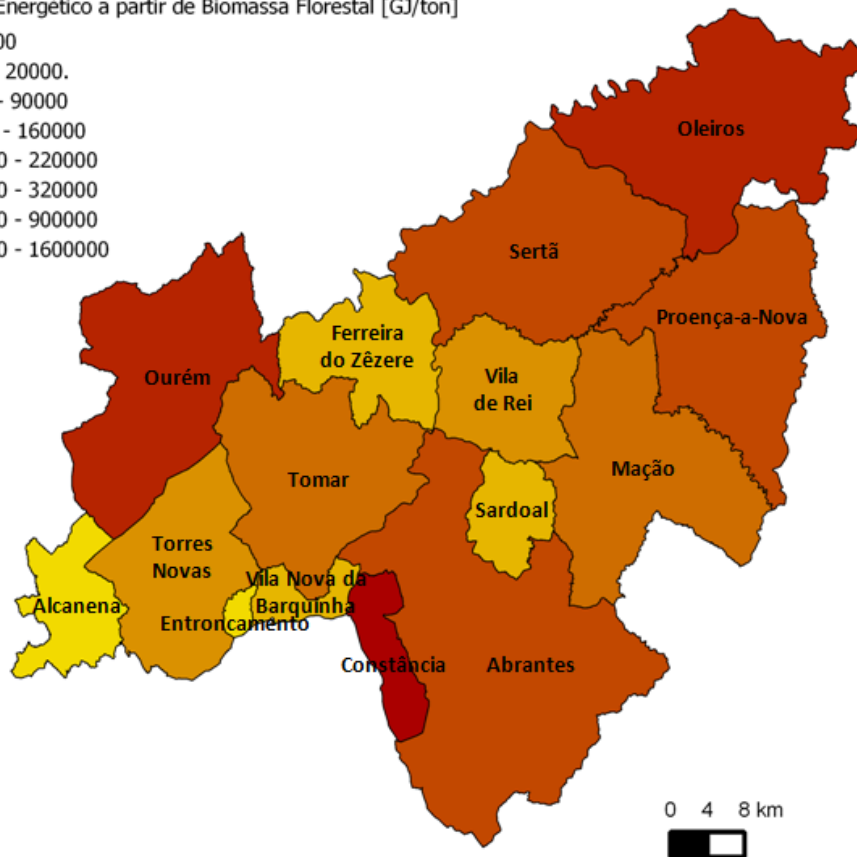 Energético a partir de Biomassa Florestal [GJ/ton]
00
20000.
- 90000
- 160000
0 - 220000
0 - 320000
0 - 900000
0 - 1600000
Oleiros
Sertã
Proença-a-Nova
Ferreira
do Zêzere
Ourém
Vila
de Rei
Mação
Tomar
Sardoal
Torres
Novas
Vila Nova da
Barquinha
Alcanena
Entroncamento
Constância
Abrantes
0 4 8 km